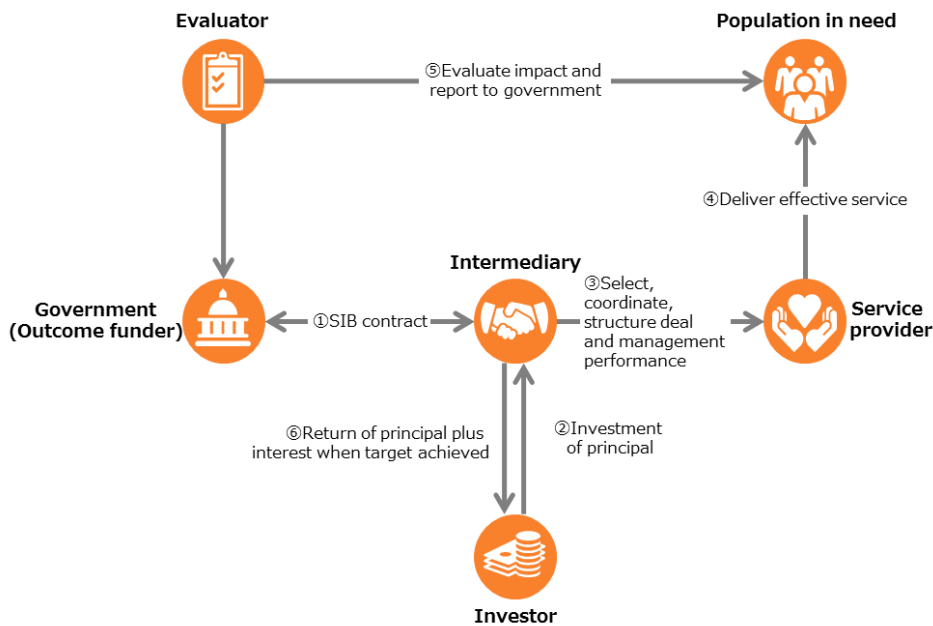 Evaluator
Population in need
⑤Evaluate impact and
report to government
④Deliver effective service
Intermediary
Government
(Outcome funder)
①SIB contract
③Select,
coordinate,
structure deal
and management
performance
Service
provider
⑥Return of principal plus
interest when target achieved
②Investment
of principal
Investor